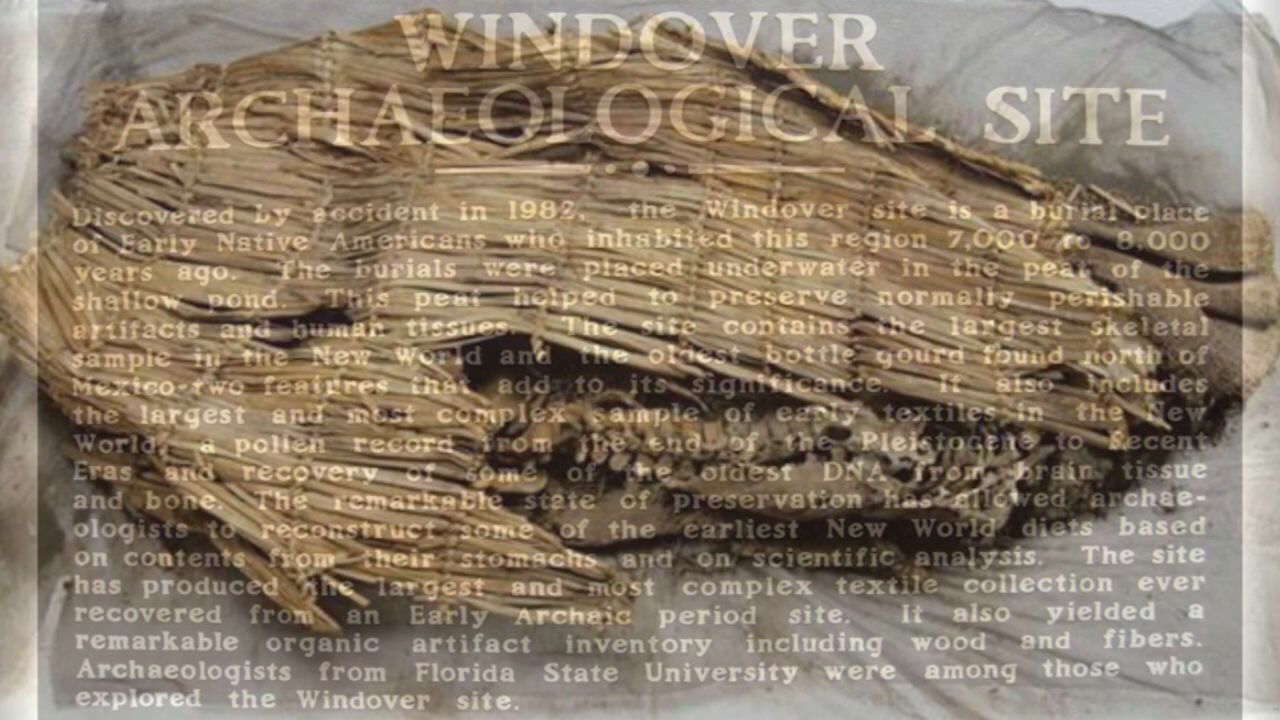 WINDOVER
ARCHAEOLOGICAL SITE
Discovered by accident in 1982, the Windover site is a burial place
of Early Native Americans who inhabited this region 7,000 to 8,000
years ago. The burials were placed underwater in the peat of the
shallow pond. This peat helped to preserve normally perishable
artifacts and human tissues. The site contains the largest skeletal
sample in the New World and the oldest bottle gourd found north of
Mexico-two features that add to its significance. It also includes
the largest and most complex sample of early textiles in the New
World, a pollen record from the end of the Pleistocene to Recent
Eras and recovery of some of the oldest DNA from brain tissue
and bone. The remarkable state of preservation has allowed archae-
ologists to reconstruct some of the earliest New World diets based
on contents from their stomachs and on scientific analysis. The site
has produced the largest and most complex textile collection ever
recovered from an Early Archaic period site. It also yielded a
remarkable organic artifact inventory including wood and fibers.
Archaeologists from Florida State University were among those who
explored the Windover site.